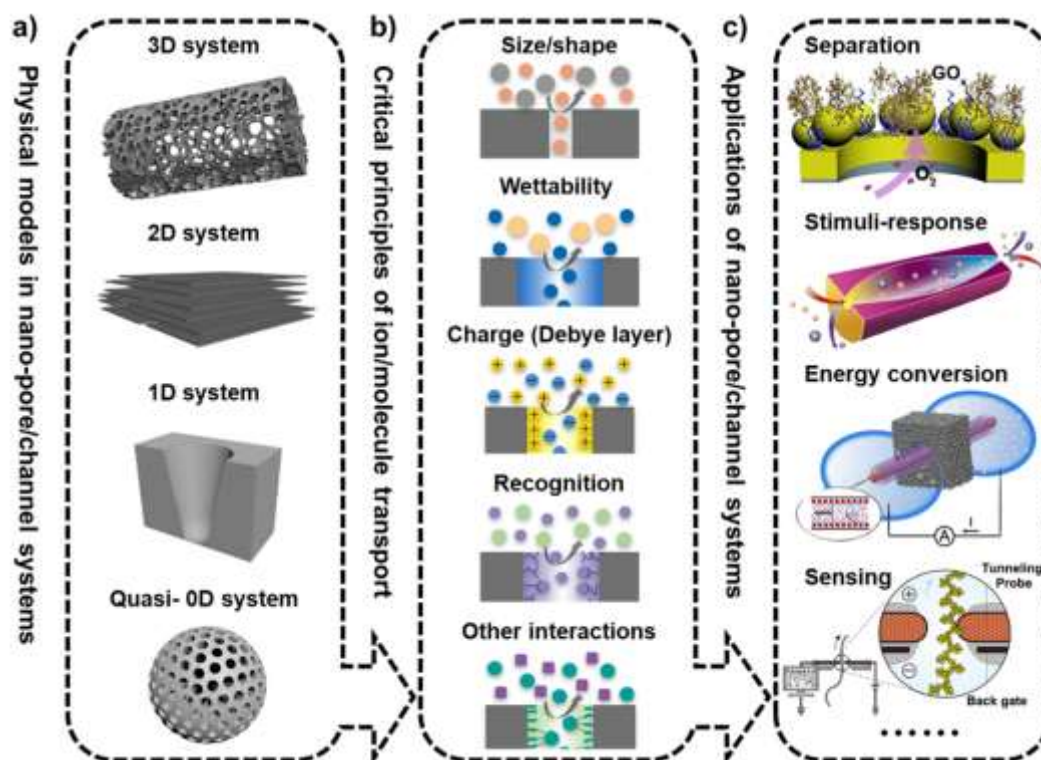 a)
Physical models in nano-pore/channel systems
3D system
2D system
1D system
Quasi- 0D system
b)
Critical principles of ion/molecule transport
Size/shape
Wettability
Charge (Debye layer)
Recognition
Other interactions
c)
Applications of nano-pore/channel systems
Separation
GO
O2
Stimuli-response
Energy conversion
A
I
Sensing
Tunneling
Probe
Back gate
......